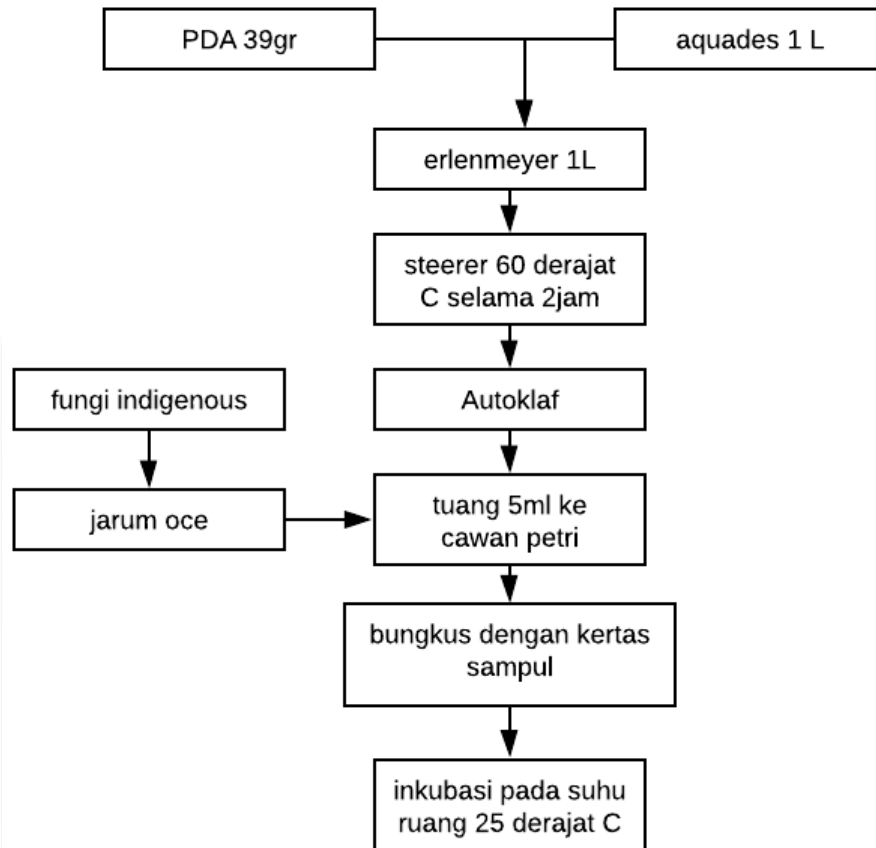 PDA 39gr
aquades 1 L
erlenmeyer 1L
steerer 60 derajat
C selama 2jam
fungi indigenous
Autoklaf
jarum oce
tuang 5ml ke
cawan petri
bungkus dengan kertas
sampul
inkubasi pada suhu
ruang 25 derajat C